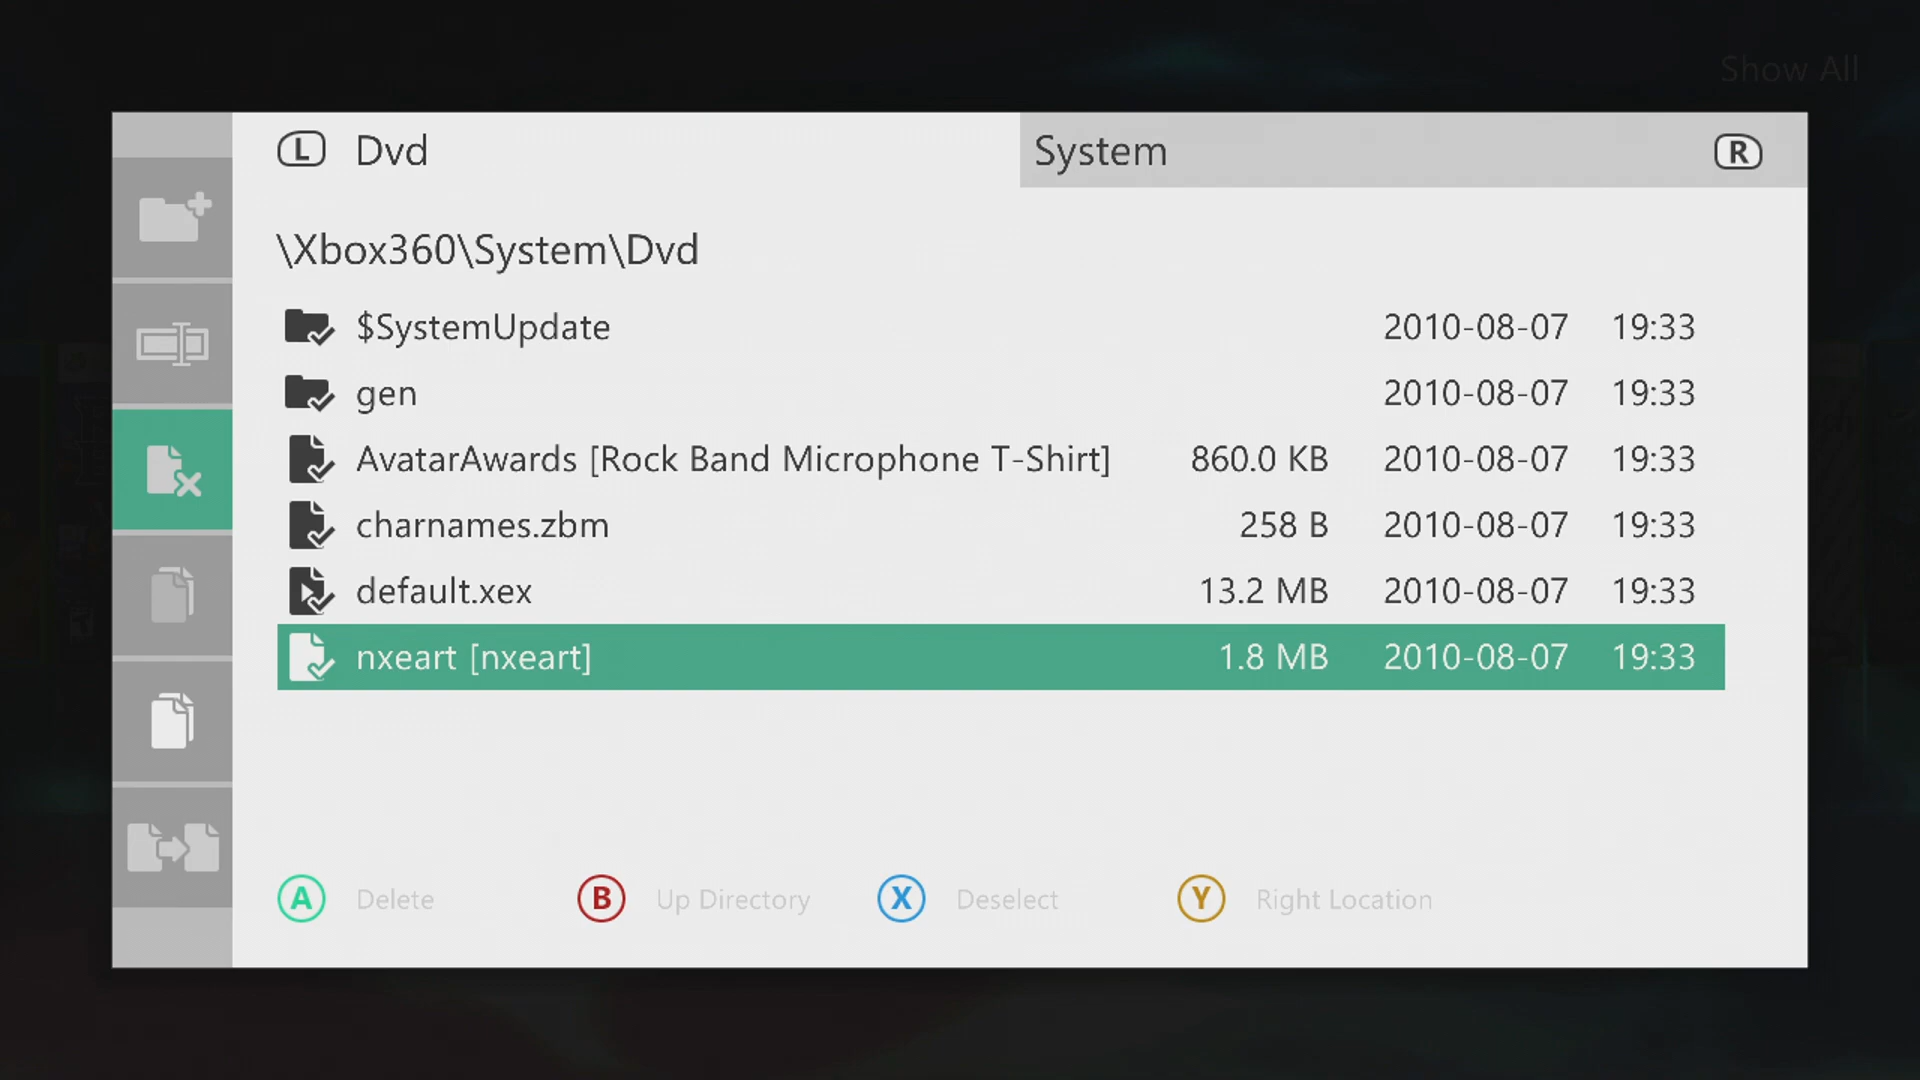 Show All
L Dvd System R
\Xbox360\System\Dvd
$SystemUpdate 2010-08-07 19:33
gen 2010-08-07 19:33
AvatarAwards [Rock Band Microphone T-Shirt] 860.0 KB 2010-08-07 19:33
charnames.zbm 258 B 2010-08-07 19:33
default.xex 13.2 MB 2010-08-07 19:33
nxeart [nxeart] 1.8 MB 2010-08-07 19:33
A Delete B Up Directory X Deselect Y Right Location